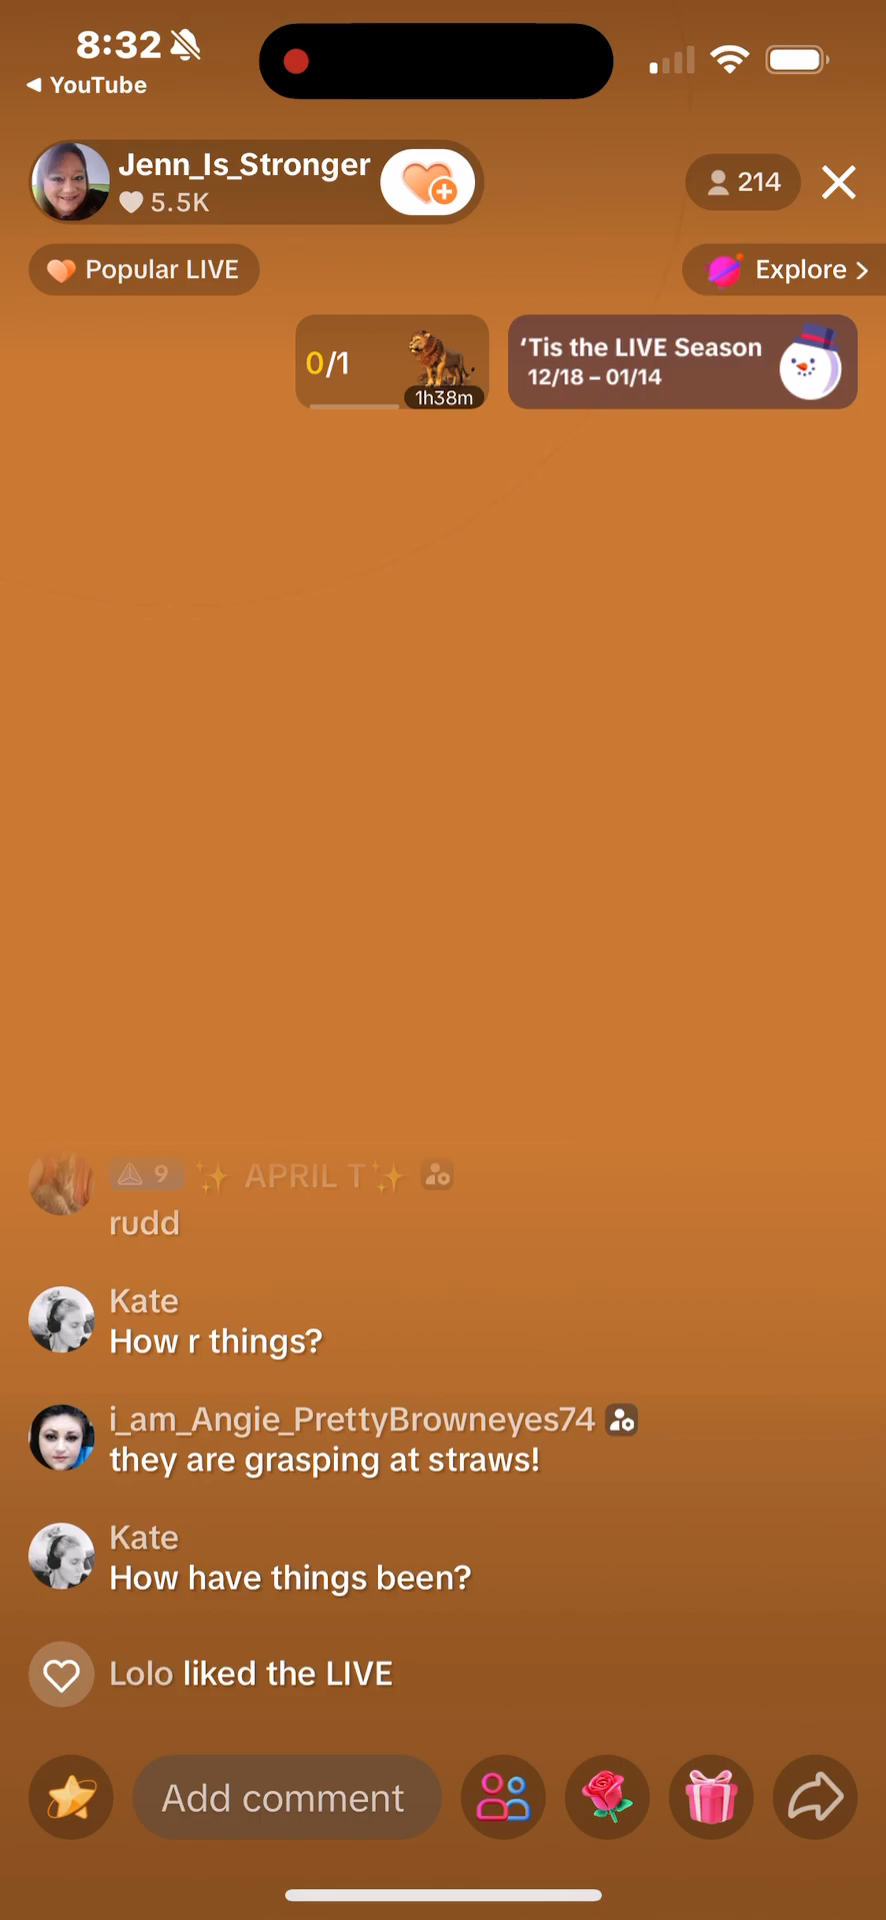 8:32
YouTube
Jenn_Is_Stronger
5.5K
214
Popular LIVE
Explore >
0/1
1h38m
'Tis the LIVE Season
12/18 – 01/14
9 ✨ APRIL T ✨
rudd
Kate
How r things?
i_am_Angie_PrettyBrowneyes74
they are grasping at straws!
Kate
How have things been?
Lolo liked the LIVE
Add comment